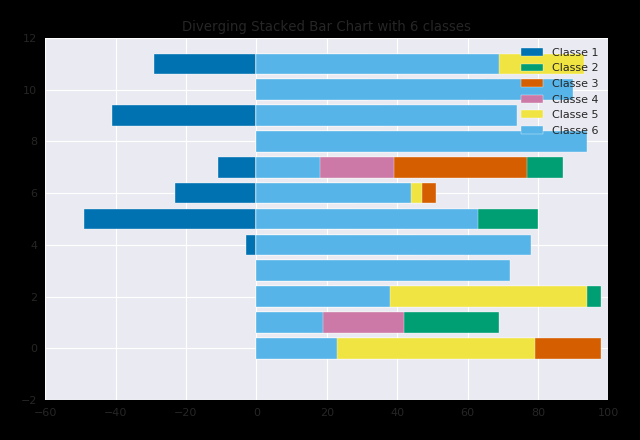 Diverging Stacked Bar Chart with 6 classes
Classe 1
Classe 2
Classe 3
Classe 4
Classe 5
Classe 6
12
10
8
6
4
2
0
−2
−60 −40 −20 0 20 40 60 80 100